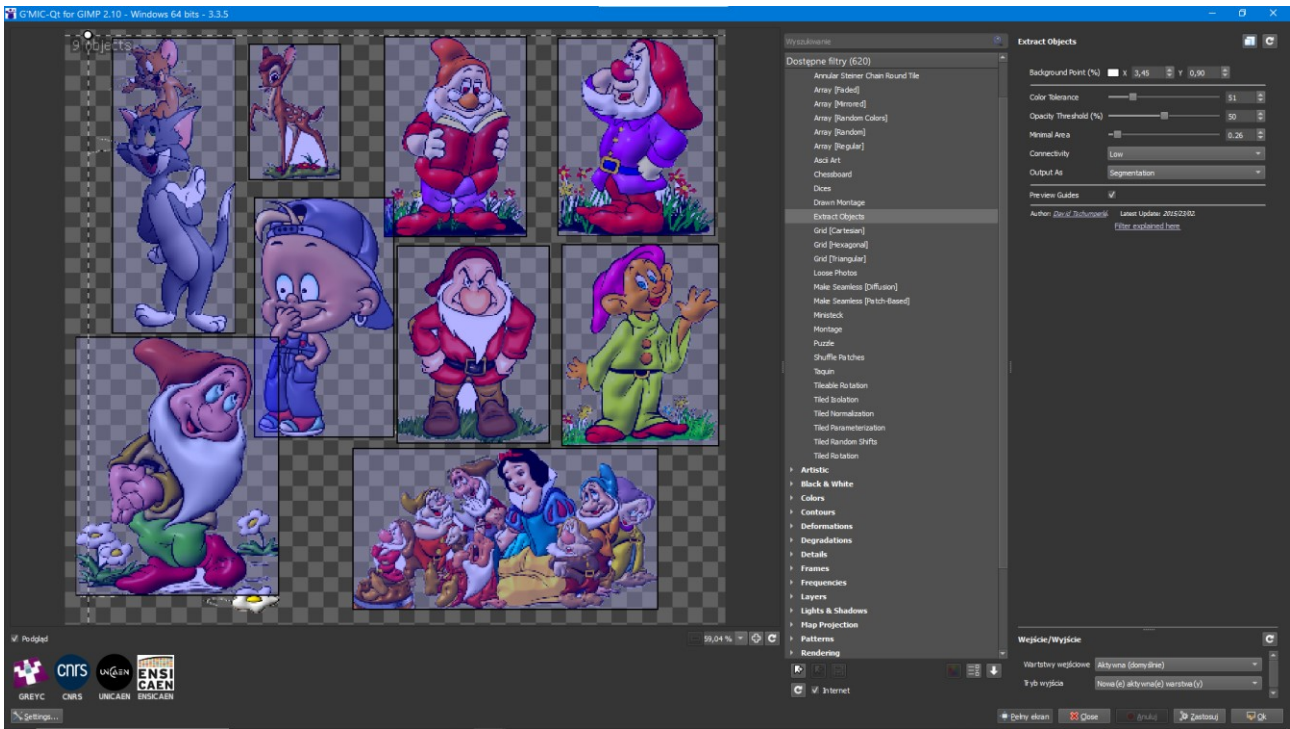 G'MIC-Qt for GIMP 2.10 - Windows 64 bits - 3.3.5
9 objects
Wyszukiwanie
Dostępne filtry (620)
Annular Steiner Chain Round Tile
Array [Faded]
Array [Mirrored]
Array [Random Colors]
Array [Random]
Array [Regular]
Ascii Art
Chessboard
Dices
Drawn Montage
Extract Objects
Grid [Cartesian]
Grid [Hexagonal]
Grid [Triangular]
Loose Photos
Make Seamless [Diffusion]
Make Seamless [Patch-Based]
Ministeck
Montage
Puzzle
Shuffle Patches
Taquin
Tileable Rotation
Tiled Isolation
Tiled Normalization
Tiled Parameterization
Tiled Random Shifts
Tiled Rotation
Artistic
Black & White
Colors
Contours
Deformations
Degradations
Details
Frames
Frequencies
Layers
Lights & Shadows
Map Projection
Patterns
Rendering
Internet
Extract Objects
Background Point (%) X 3,45 Y 0,90
Color Tolerance 51
Opacity Threshold (%) 50
Minimal Area 0.26
Connectivity Low
Output As Segmentation
Preview Guides
Author: David Tschumperlé. Latest Update: 2015/23/02.
Filter explained here
Wejście/Wyjście
Warstwy wejściowe Aktywna (domyślnie)
Tryb wyjścia Nowa(e) aktywna(e) warstwa(y)
Podgląd
59,04 %
GREYC
cnrs
CNRS
UNICAEN
UNICAEN
ENSI
CAEN
ENSICAEN
Settings...
Pełny ekran
Close
Anuluj
Zastosuj
Ok